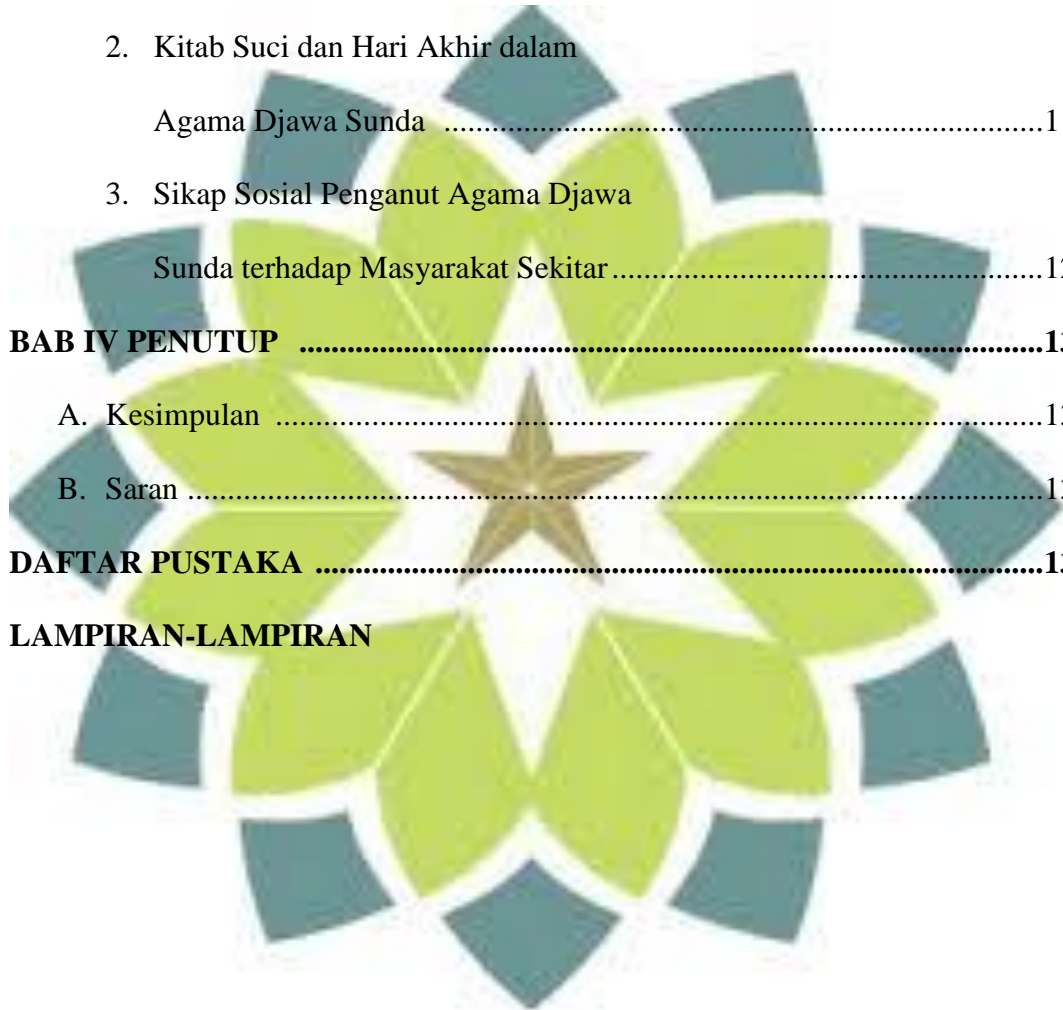 2. Kitab Suci dan Hari Akhir dalam
Agama Djawa Sunda ........................................................................1
3. Sikap Sosial Penganut Agama Djawa
Sunda terhadap Masyarakat Sekitar....................................................
BAB IV PENUTUP ..........................................................................
A. Kesimpulan ..................................................................................
B. Saran ............................................................................................
DAFTAR PUSTAKA ........................................................................
LAMPIRAN-LAMPIRAN